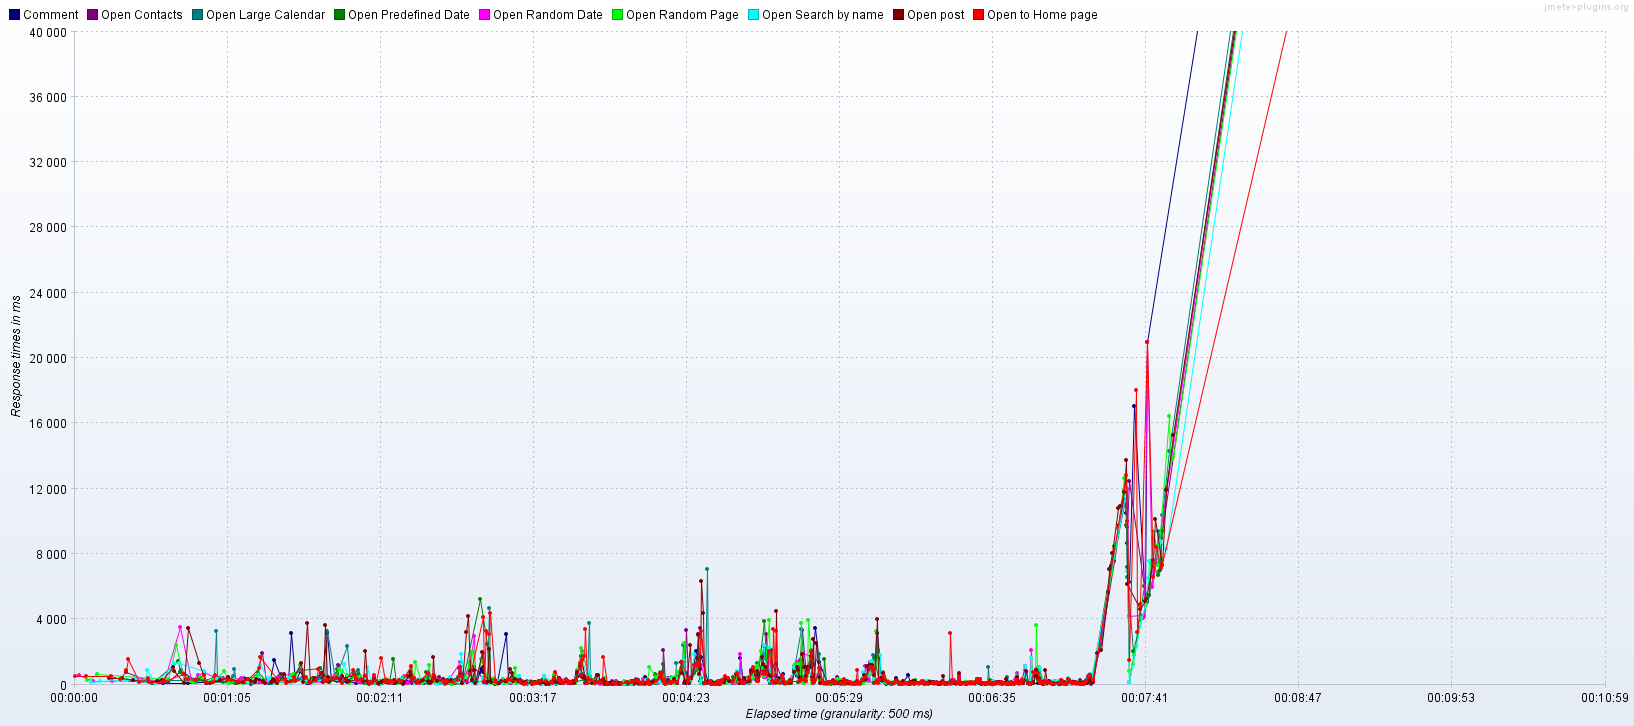 Comment Open Contacts Open Large Calendar Open Predefined Date Open Random Date Open Random Page Open Search by name Open post Open to Home page
jmeter-plugins.org
40 000
36 000
32 000
28 000
24 000
20 000
16 000
12 000
8 000
4 000
0
Response times in ms
00:00:00 00:01:05 00:02:11 00:03:17 00:04:23 00:05:29 00:06:35 00:07:41 00:08:47 00:09:53 00:10:59
Elapsed time (granularity: 500 ms)